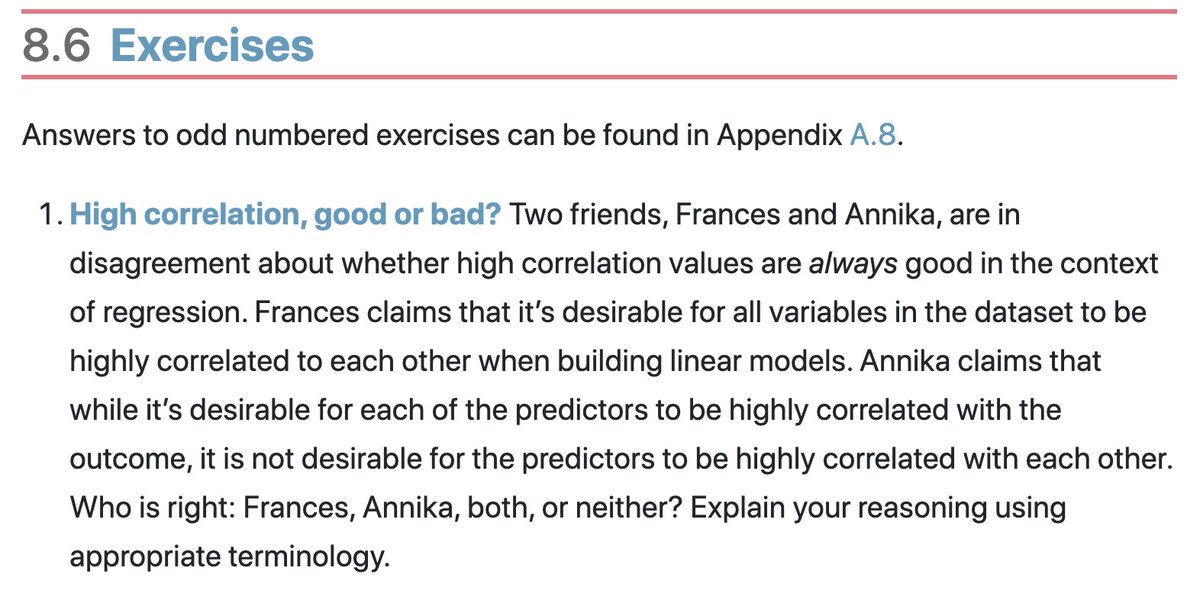 8.6 Exercises
Answers to odd numbered exercises can be found in Appendix A.8.
1. High correlation, good or bad? Two friends, Frances and Annika, are in
disagreement about whether high correlation values are always good in the context
of regression. Frances claims that it’s desirable for all variables in the dataset to be
highly correlated to each other when building linear models. Annika claims that
while it’s desirable for each of the predictors to be highly correlated with the
outcome, it is not desirable for the predictors to be highly correlated with each other.
Who is right: Frances, Annika, both, or neither? Explain your reasoning using
appropriate terminology.